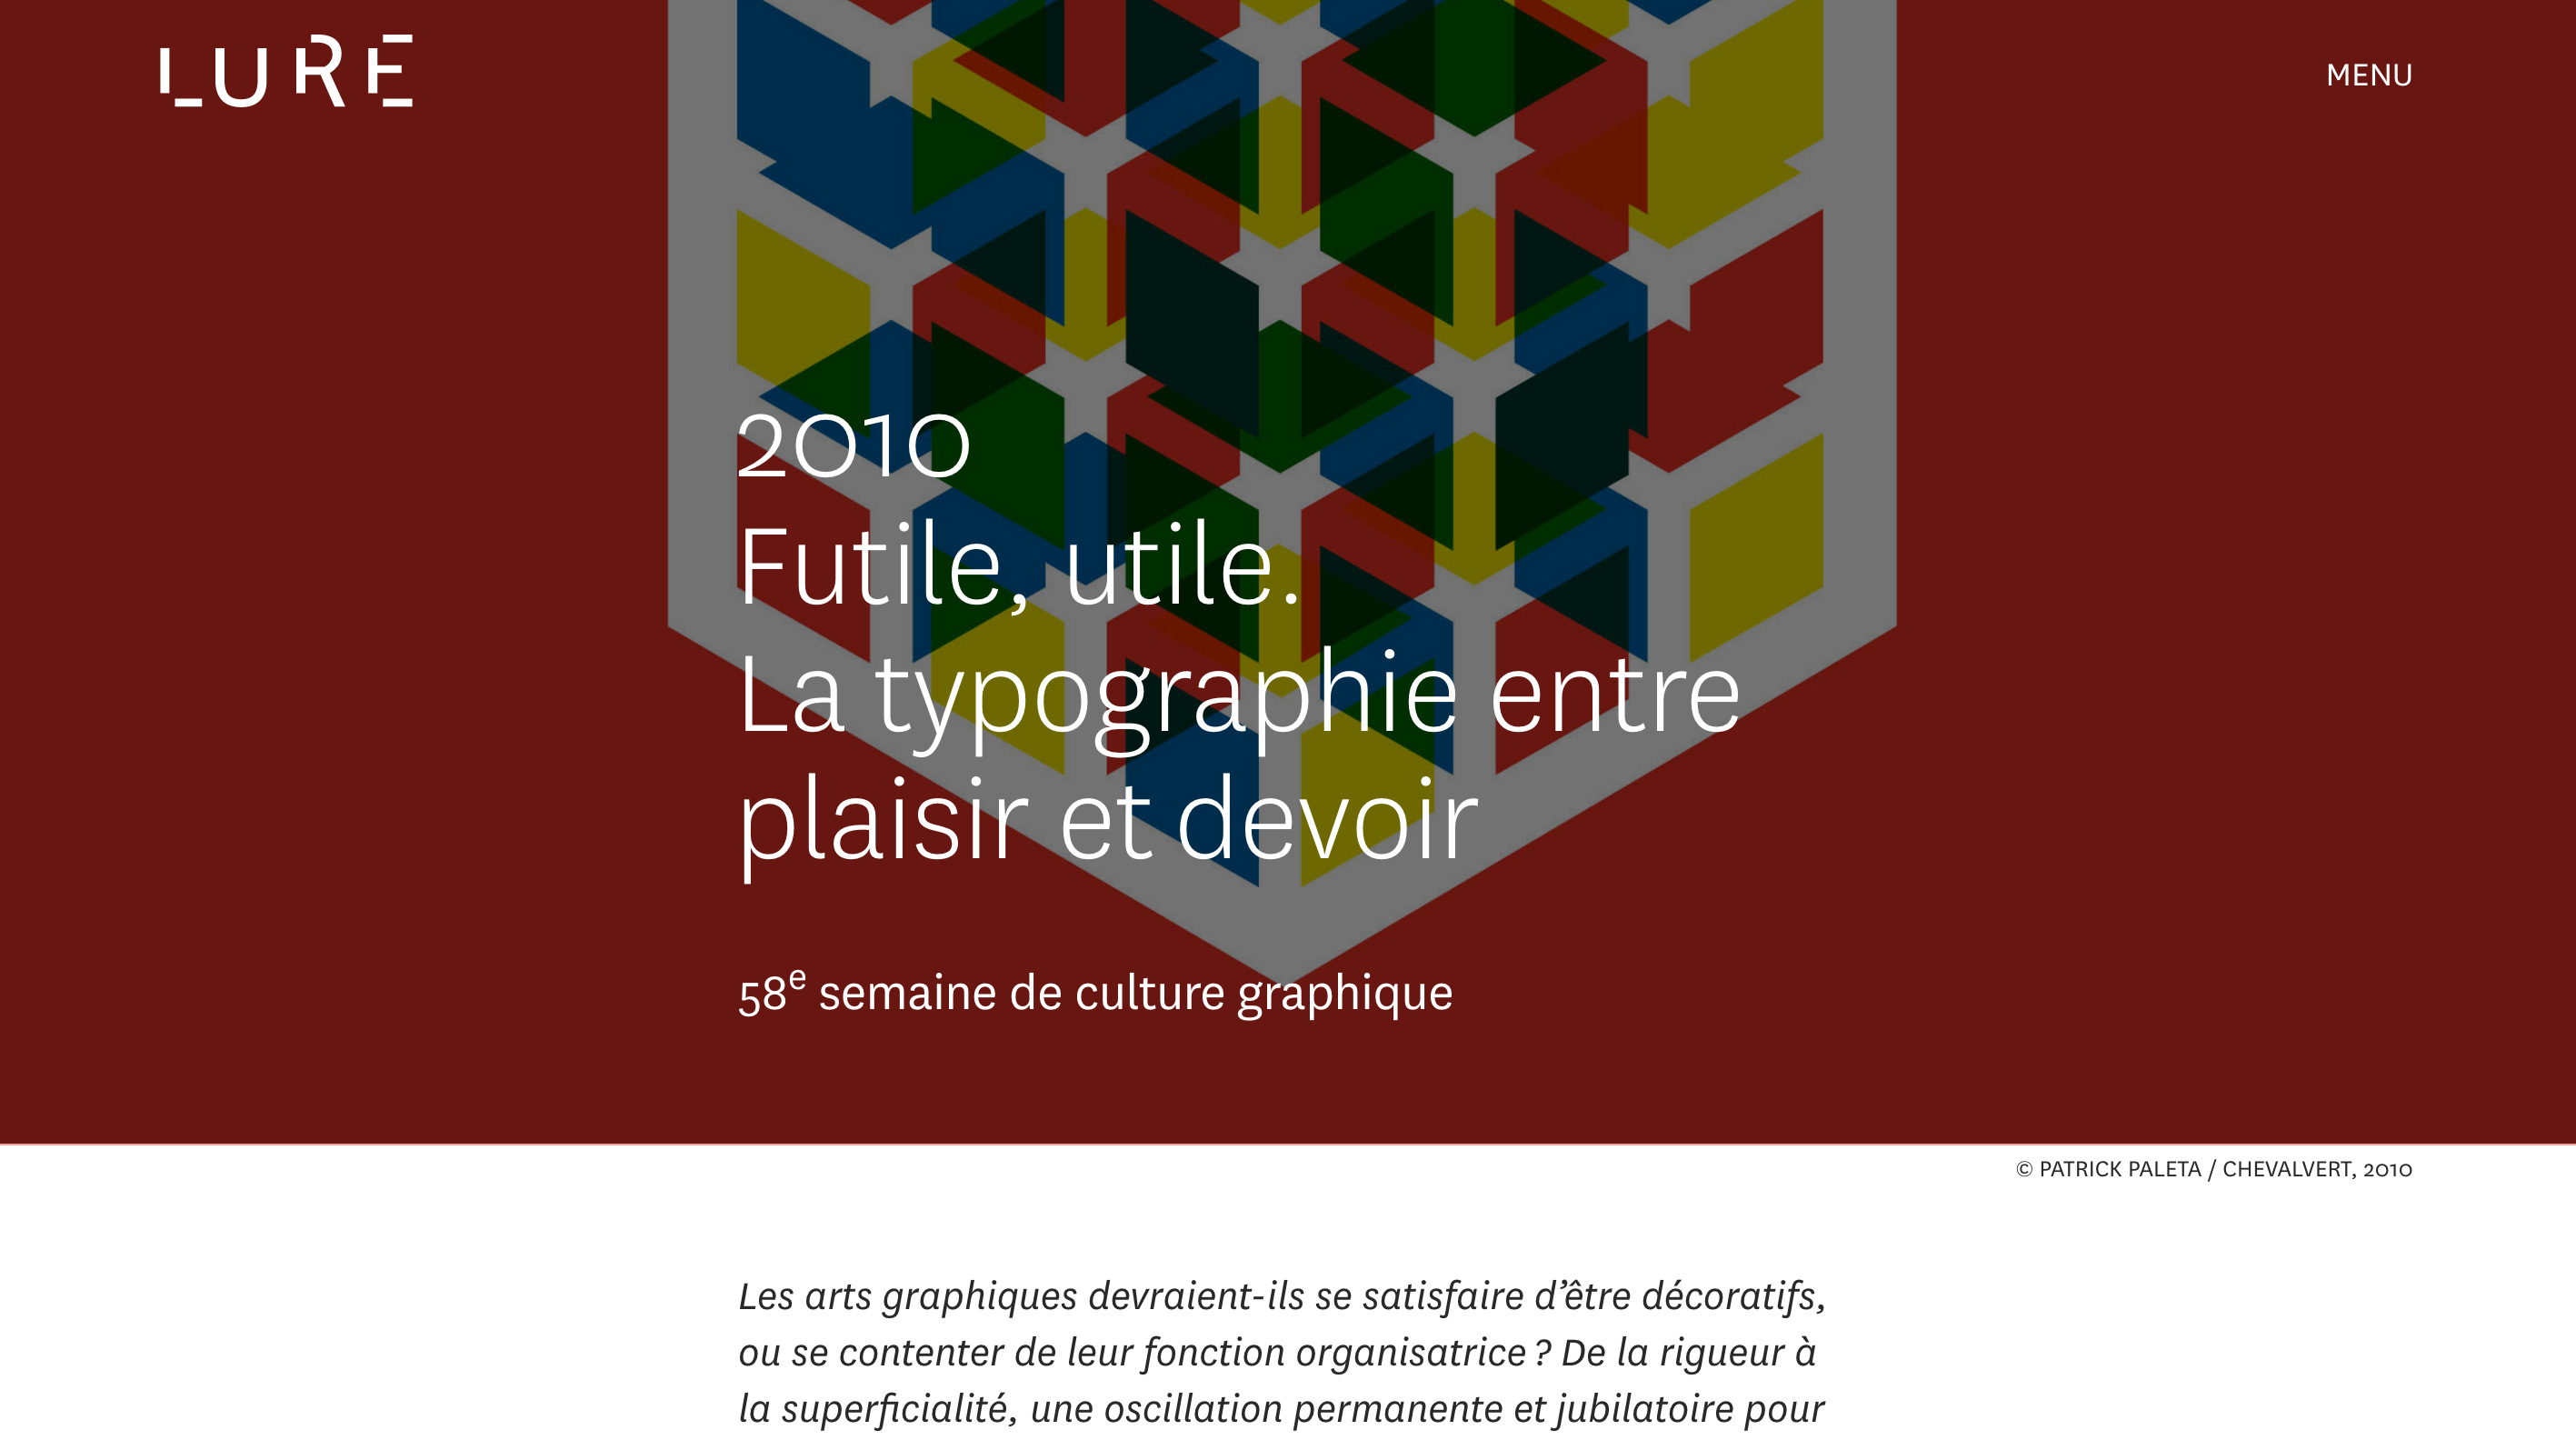 LURE
MENU
2010
Futile, utile.
La typographie entre
plaisir et devoir
58e semaine de culture graphique
© PATRICK PALETA / CHEVALVERT, 2010
Les arts graphiques devraient-ils se satisfaire d’être décoratifs,
ou se contenter de leur fonction organisatrice ? De la rigueur à
la superficialité, une oscillation permanente et jubilatoire pour